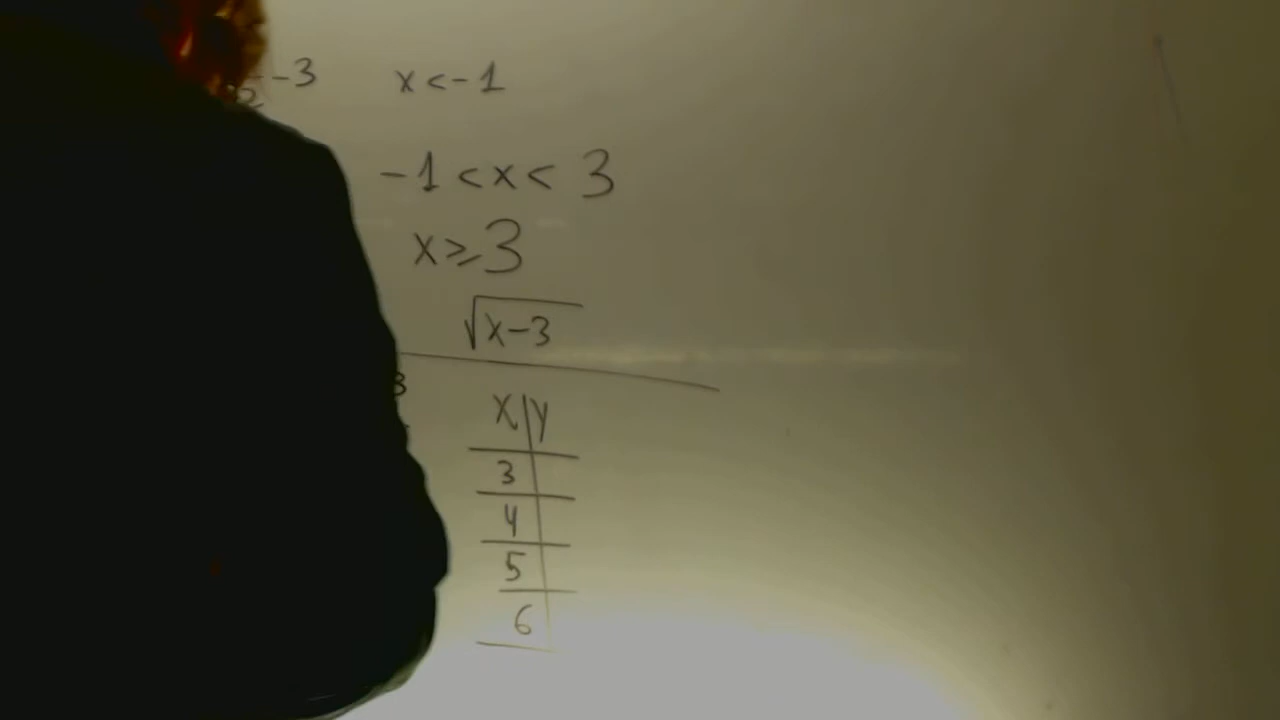 -3 x < -1
-1 < x < 3
x ≥ 3
√x-3
x | y
3
4
5
6